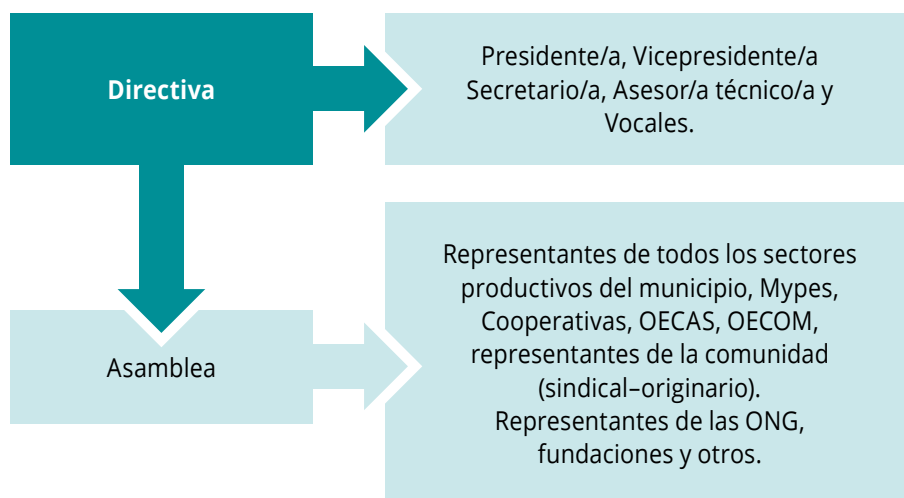 Directiva
Presidente/a, Vicepresidente/a
Secretario/a, Asesor/a técnico/a y
Vocales.
Asamblea
Representantes de todos los sectores
productivos del municipio, Mypes,
Cooperativas, OECAS, OECOM,
representantes de la comunidad
(sindical–originario).
Representantes de las ONG,
fundaciones y otros.